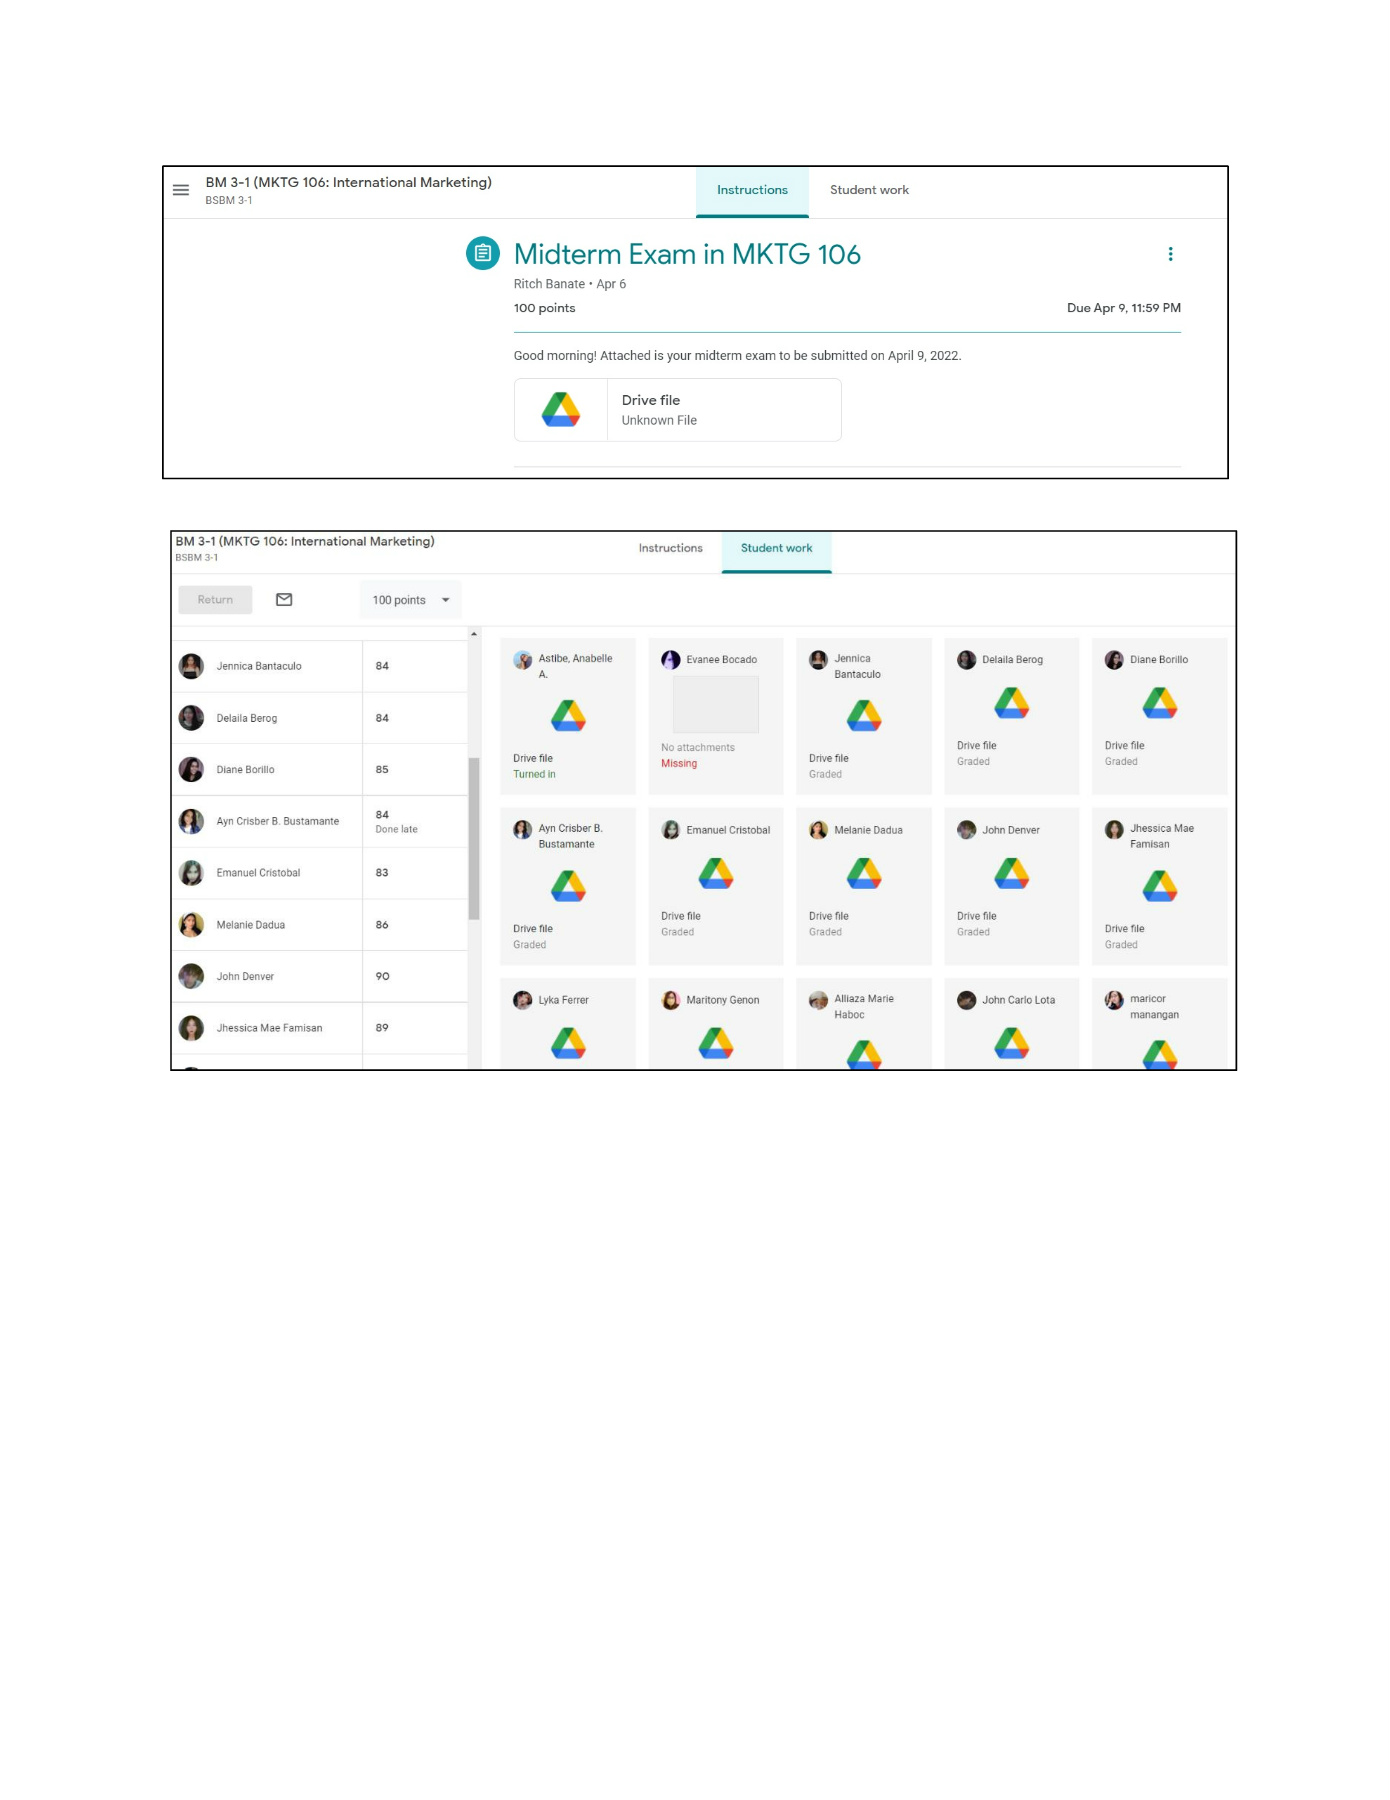 BM 3-1 (MKTG 106: International Marketing)
BSBM 3-1
Instructions
Student work
Midterm Exam in MKTG 106
Ritch Banate • Apr 6
100 points
Due Apr 9, 11:59 PM
Good morning! Attached is your midterm exam to be submitted on April 9, 2022.
Drive file
Unknown File
BM 3-1 (MKTG 106: International Marketing)
BSBM 3-1
Instructions
Student work
Return
100 points
Jennica Bantaculo 84
Delaila Berog 84
Diane Borillo 85
Ayn Crisber B. Bustamante 84
Done late
Emanuel Cristobal 83
Melanie Dadua 86
John Denver 90
Jhessica Mae Famisan 89
Astibe, Anabelle
A.
Drive file
Turned in
Evanee Bocado
No attachments
Missing
Jennica
Bantaculo
Drive file
Graded
Delaila Berog
Drive file
Graded
Diane Borillo
Drive file
Graded
Ayn Crisber B.
Bustamante
Drive file
Graded
Emanuel Cristobal
Drive file
Graded
Melanie Dadua
Drive file
Graded
John Denver
Drive file
Graded
Jhessica Mae
Famisan
Drive file
Graded
Lyka Ferrer
Maritony Genon
Alliaza Marie
Haboc
John Carlo Lota
maricor
manangan